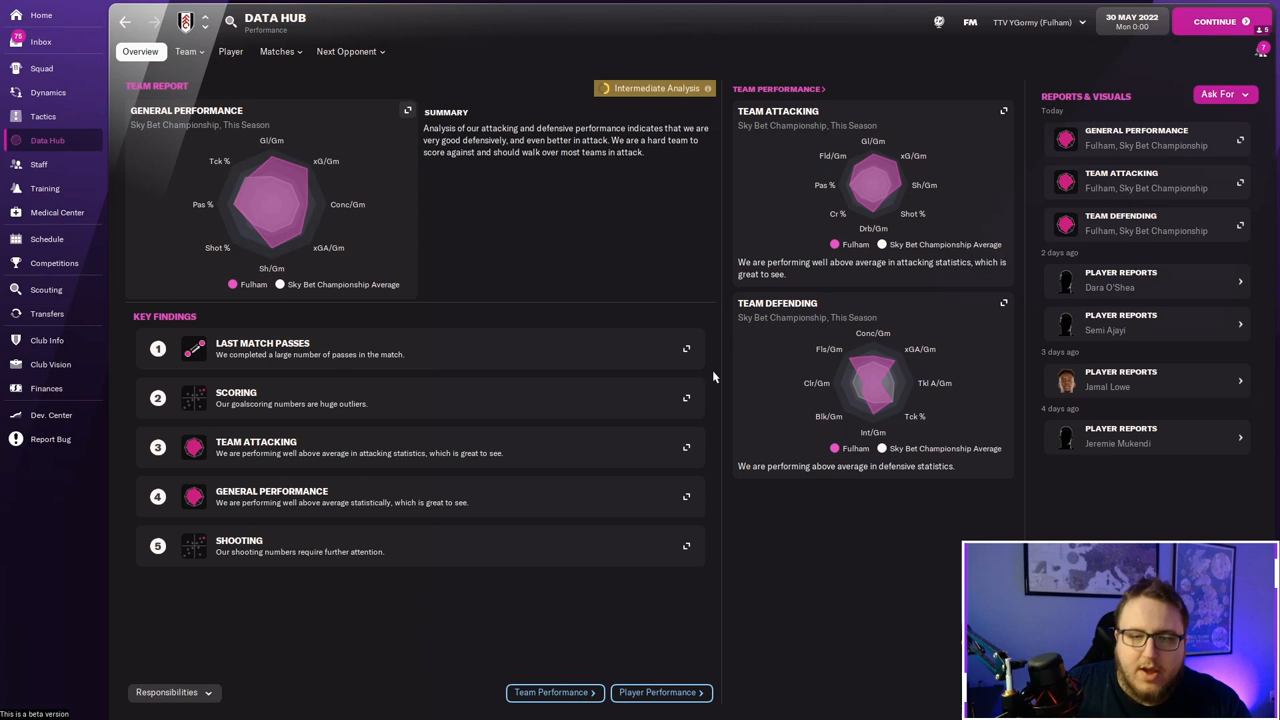 Home
75
Inbox
Squad
Dynamics
Tactics
Data Hub
Staff
Training
Medical Center
Schedule
Competitions
Scouting
Transfers
Club Info
Club Vision
Finances
Dev. Center
Report Bug
This is a beta version
DATA HUB
Performance
FM
TTV YGormy (Fulham)
30 MAY 2022
Mon 0:00
CONTINUE
5
7
Overview
Team
Player
Matches
Next Opponent
TEAM REPORT
Intermediate Analysis
GENERAL PERFORMANCE
Sky Bet Championship, This Season
Gl/Gm
xG/Gm
Conc/Gm
xGA/Gm
Sh/Gm
Shot %
Pas %
Tck %
Fulham
Sky Bet Championship Average
SUMMARY
Analysis of our attacking and defensive performance indicates that we are
very good defensively, and even better in attack. We are a hard team to
score against and should walk over most teams in attack.
KEY FINDINGS
1
LAST MATCH PASSES
We completed a large number of passes in the match.
2
SCORING
Our goalscoring numbers are huge outliers.
3
TEAM ATTACKING
We are performing well above average in attacking statistics, which is great to see.
4
GENERAL PERFORMANCE
We are performing well above average statistically, which is great to see.
5
SHOOTING
Our shooting numbers require further attention.
Responsibilities
Team Performance
Player Performance
TEAM PERFORMANCE
TEAM ATTACKING
Sky Bet Championship, This Season
Gl/Gm
xG/Gm
Sh/Gm
Shot %
Drb/Gm
Cr %
Pas %
Fld/Gm
Fulham
Sky Bet Championship Average
We are performing well above average in attacking statistics, which is
great to see.
TEAM DEFENDING
Sky Bet Championship, This Season
Conc/Gm
xGA/Gm
Tkl A/Gm
Tck %
Int/Gm
Blk/Gm
Clr/Gm
Fls/Gm
Fulham
Sky Bet Championship Average
We are performing above average in defensive statistics.
REPORTS & VISUALS
Ask For
Today
GENERAL PERFORMANCE
Fulham, Sky Bet Championship
TEAM ATTACKING
Fulham, Sky Bet Championship
TEAM DEFENDING
Fulham, Sky Bet Championship
2 days ago
PLAYER REPORTS
Dara O'Shea
PLAYER REPORTS
Semi Ajayi
3 days ago
PLAYER REPORTS
Jamal Lowe
4 days ago
PLAYER REPORTS
Jeremie Mukendi